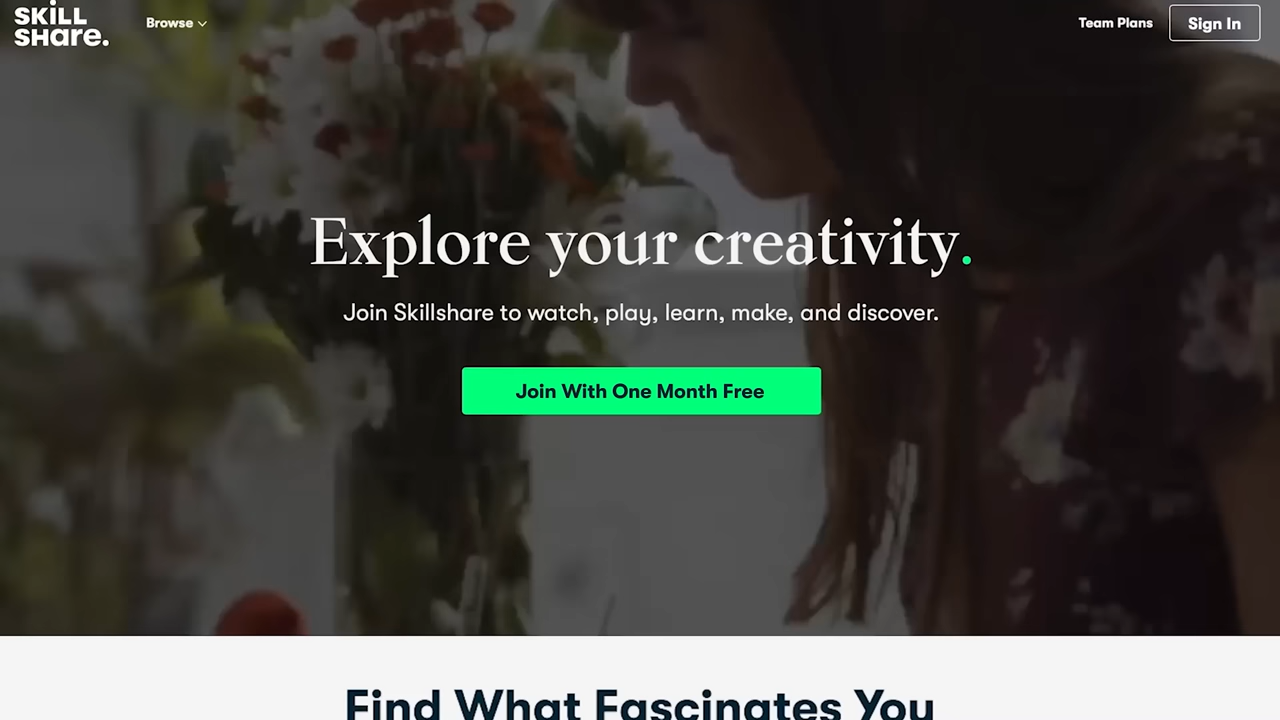 SKiLL
SHare.
Browse
Team Plans
Sign In
Explore your creativity.
Join Skillshare to watch, play, learn, make, and discover.
Join With One Month Free
Find What Fascinates You